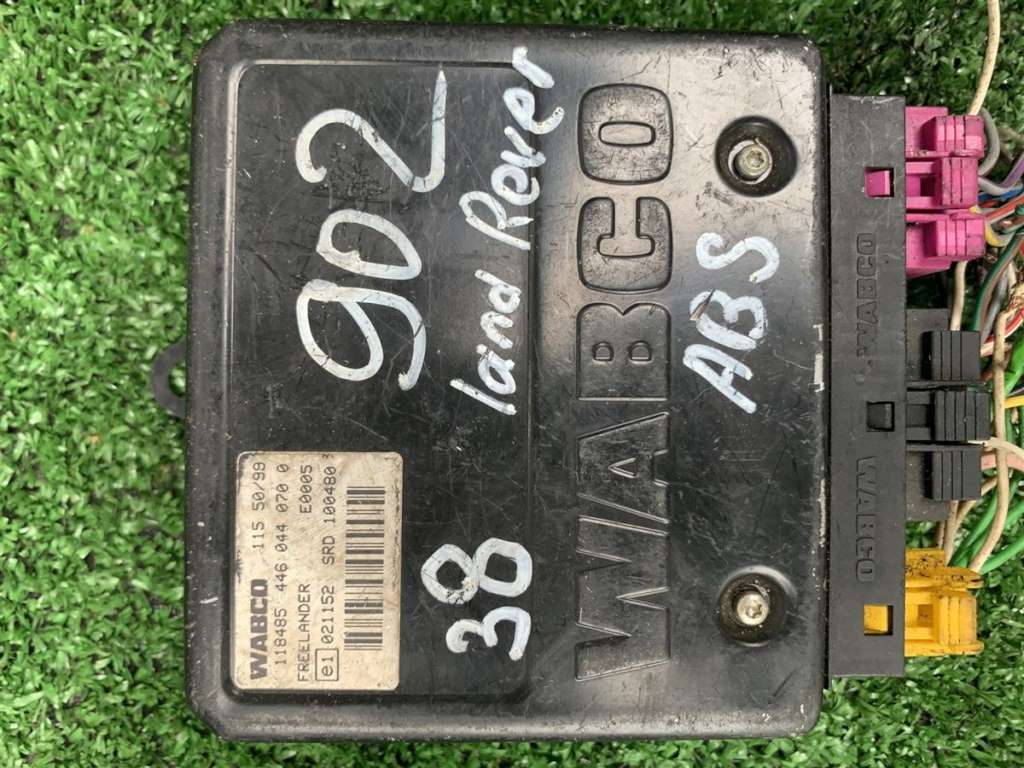 902
38
land Rever
WABCO
ABS
WABCO 115 50/99
118485 446 044 070 0
FREELANDER E0005
e1 021152 SRD 100480
WABCO
WABCO